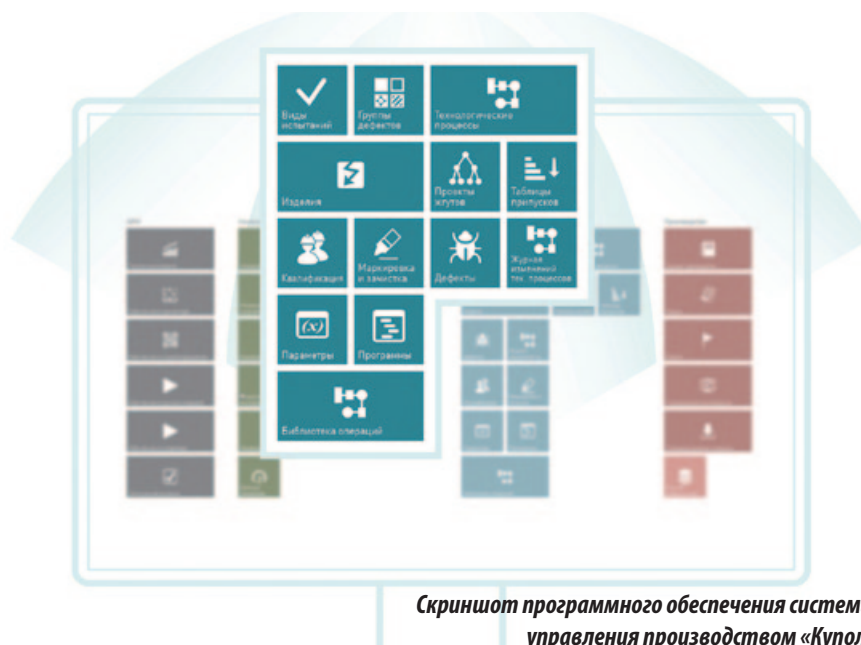 Виды
испытаний
Группы
дефектов
Технологические
процессы
Изделия
Проекты
жгутов
Таблицы
припусков
Квалификация
Маркировка
и зачистка
Дефекты
Журнал
изменений
тех. процессов
(x)
Параметры
Программы
Библиотека операций
Скриншот программного обеспечения систем
управления производством «Купол